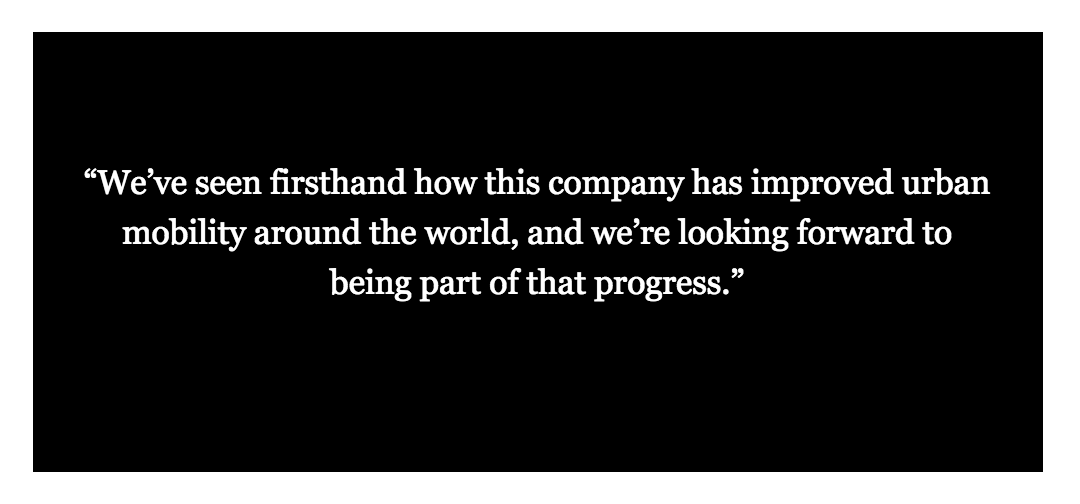 “We’ve seen firsthand how this company has improved urban
mobility around the world, and we’re looking forward to
being part of that progress.”